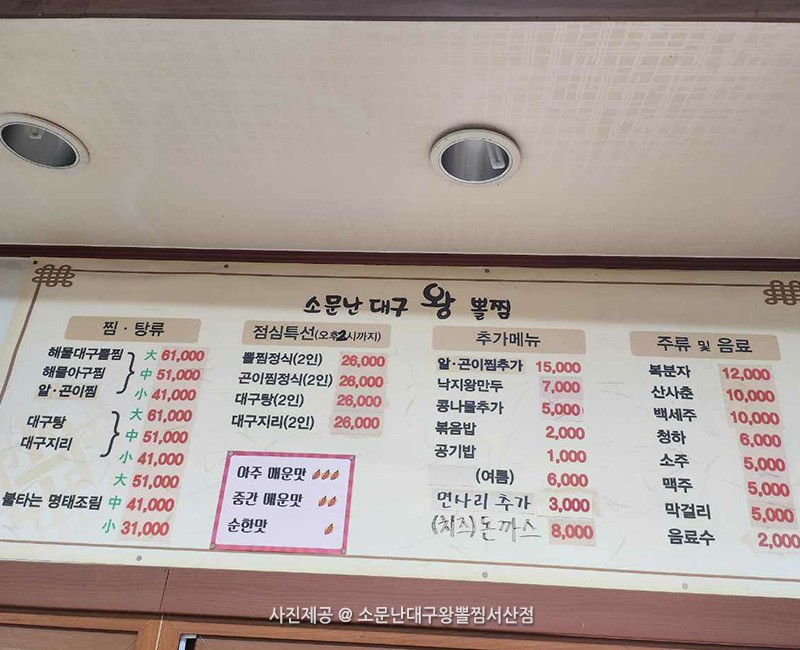 소문난 대구 왕 뽈찜
찜 · 탕류
해물대구뽈찜 大 61,000
해물아구찜 中 51,000
알·곤이찜 小 41,000
대구탕 大 61,000
대구지리 中 51,000
小 41,000
大 51,000
불타는 명태조림 中 41,000
小 31,000
점심특선(오후2시까지)
뽈찜정식(2인) 26,000
곤이찜정식(2인) 26,000
대구탕(2인) 26,000
대구지리(2인) 26,000
아주 매운맛
중간 매운맛
순한맛
추가메뉴
알·곤이찜추가 15,000
낙지왕만두 7,000
콩나물추가 5,000
볶음밥 2,000
공기밥 1,000
(여름) 6,000
면사리 추가 3,000
(치즈)돈까스 8,000
주류 및 음료
복분자 12,000
산사춘 10,000
백세주 10,000
청하 6,000
소주 5,000
맥주 5,000
막걸리 5,000
음료수 2,000
사진제공 @ 소문난대구왕뽈찜서산점